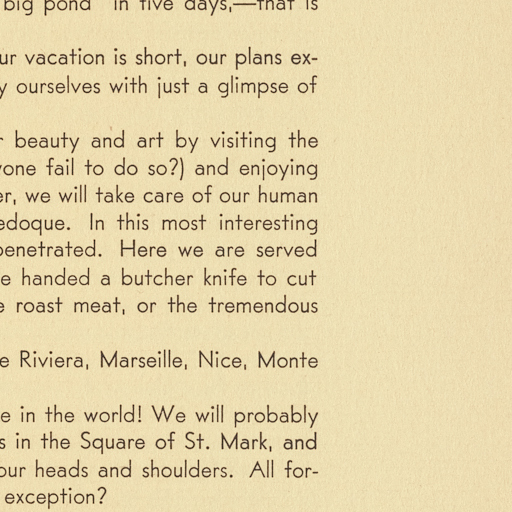 big pond" in five days,—that is
ur vacation is short, our plans ex-
y ourselves with just a glimpse of
r beauty and art by visiting the
yone fail to do so?) and enjoying
er, we will take care of our human
edoque. In this most interesting
penetrated. Here we are served
e handed a butcher knife to cut
e roast meat, or the tremendous
e Riviera, Marseille, Nice, Monte
e in the world! We will probably
s in the Square of St. Mark, and
our heads and shoulders. All for-
exception?